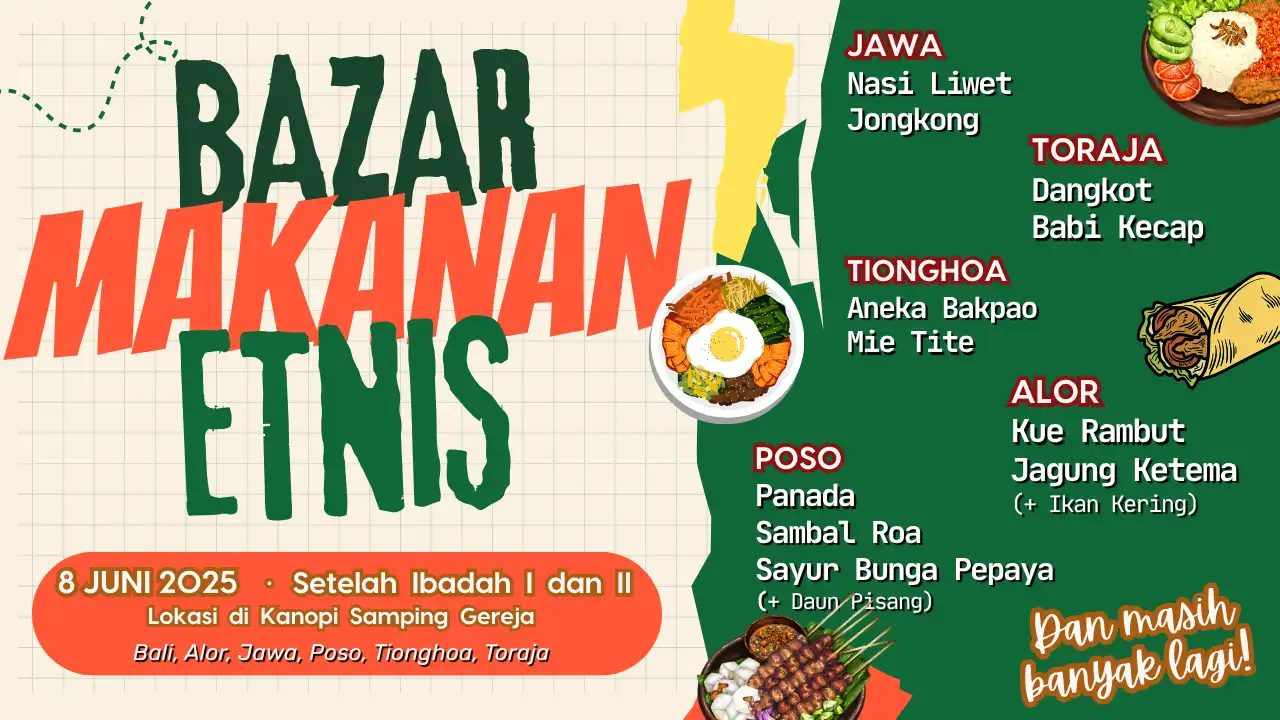 BAZAR
MAKANAN
ETNIS
8 JUNI 2025 · Setelah Ibadah I dan II
Lokasi di Kanopi Samping Gereja
Bali, Alor, Jawa, Poso, Tionghoa, Toraja
JAWA
Nasi Liwet
Jongkong
TORAJA
Dangkot
Babi Kecap
TIONGHOA
Aneka Bakpao
Mie Tite
ALOR
Kue Rambut
Jagung Ketema
(+ Ikan Kering)
POSO
Panada
Sambal Roa
Sayur Bunga Pepaya
(+ Daun Pisang)
Dan masih
banyak lagi!